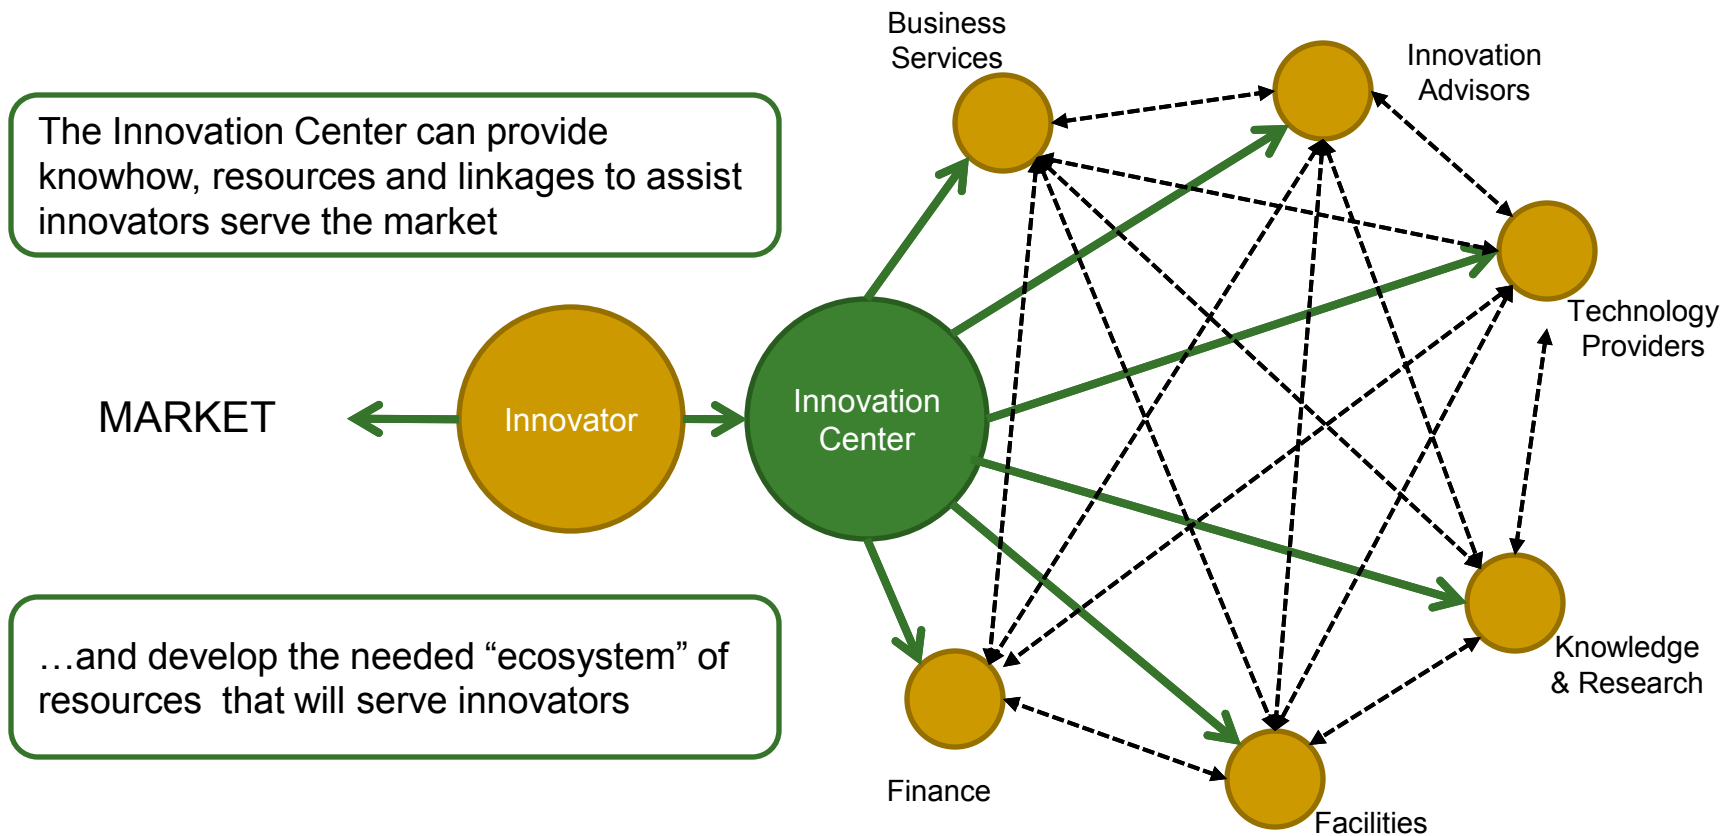 Business
Services
Innovation
Advisors
The Innovation Center can provide
knowhow, resources and linkages to assist
innovators serve the market
Technology
Providers
MARKET
Innovator
Innovation
Center
…and develop the needed “ecosystem” of
resources  that will serve innovators
Knowledge
& Research
Finance
Facilities